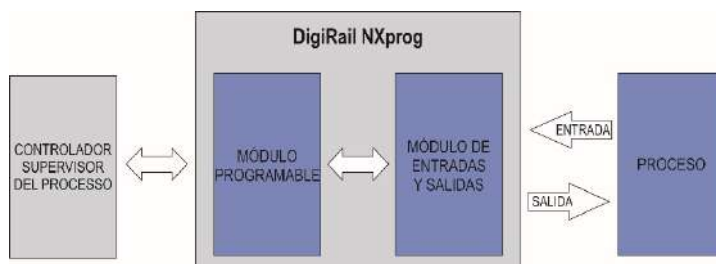 DigiRail NXprog
CONTROLADOR
SUPERVISOR
DEL PROCESSO
MÓDULO
PROGRAMABLE
MÓDULO DE
ENTRADAS
Y SALIDAS
ENTRADA
SALIDA
PROCESO